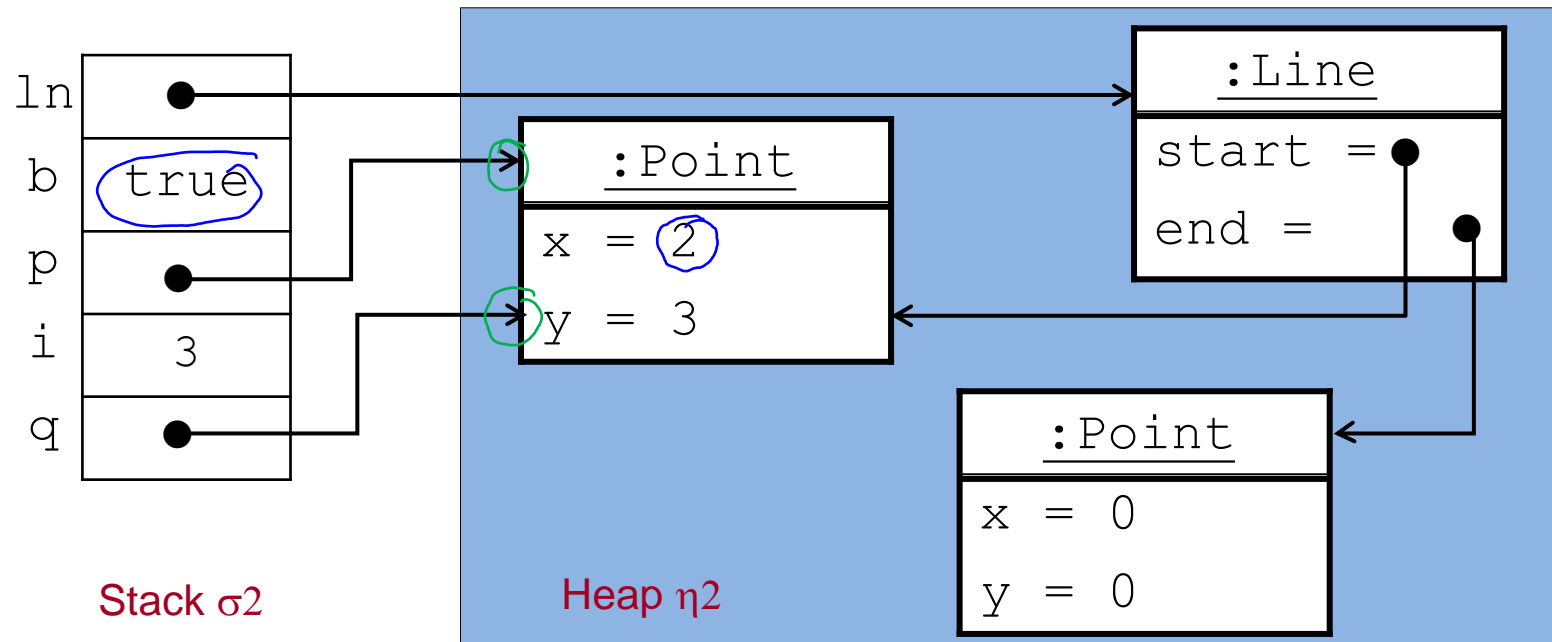 ln
b true
p
i 3
q
Stack σ2
:Point
x = 2
y = 3
:Line
start =
end =
:Point
x = 0
y = 0
Heap η2